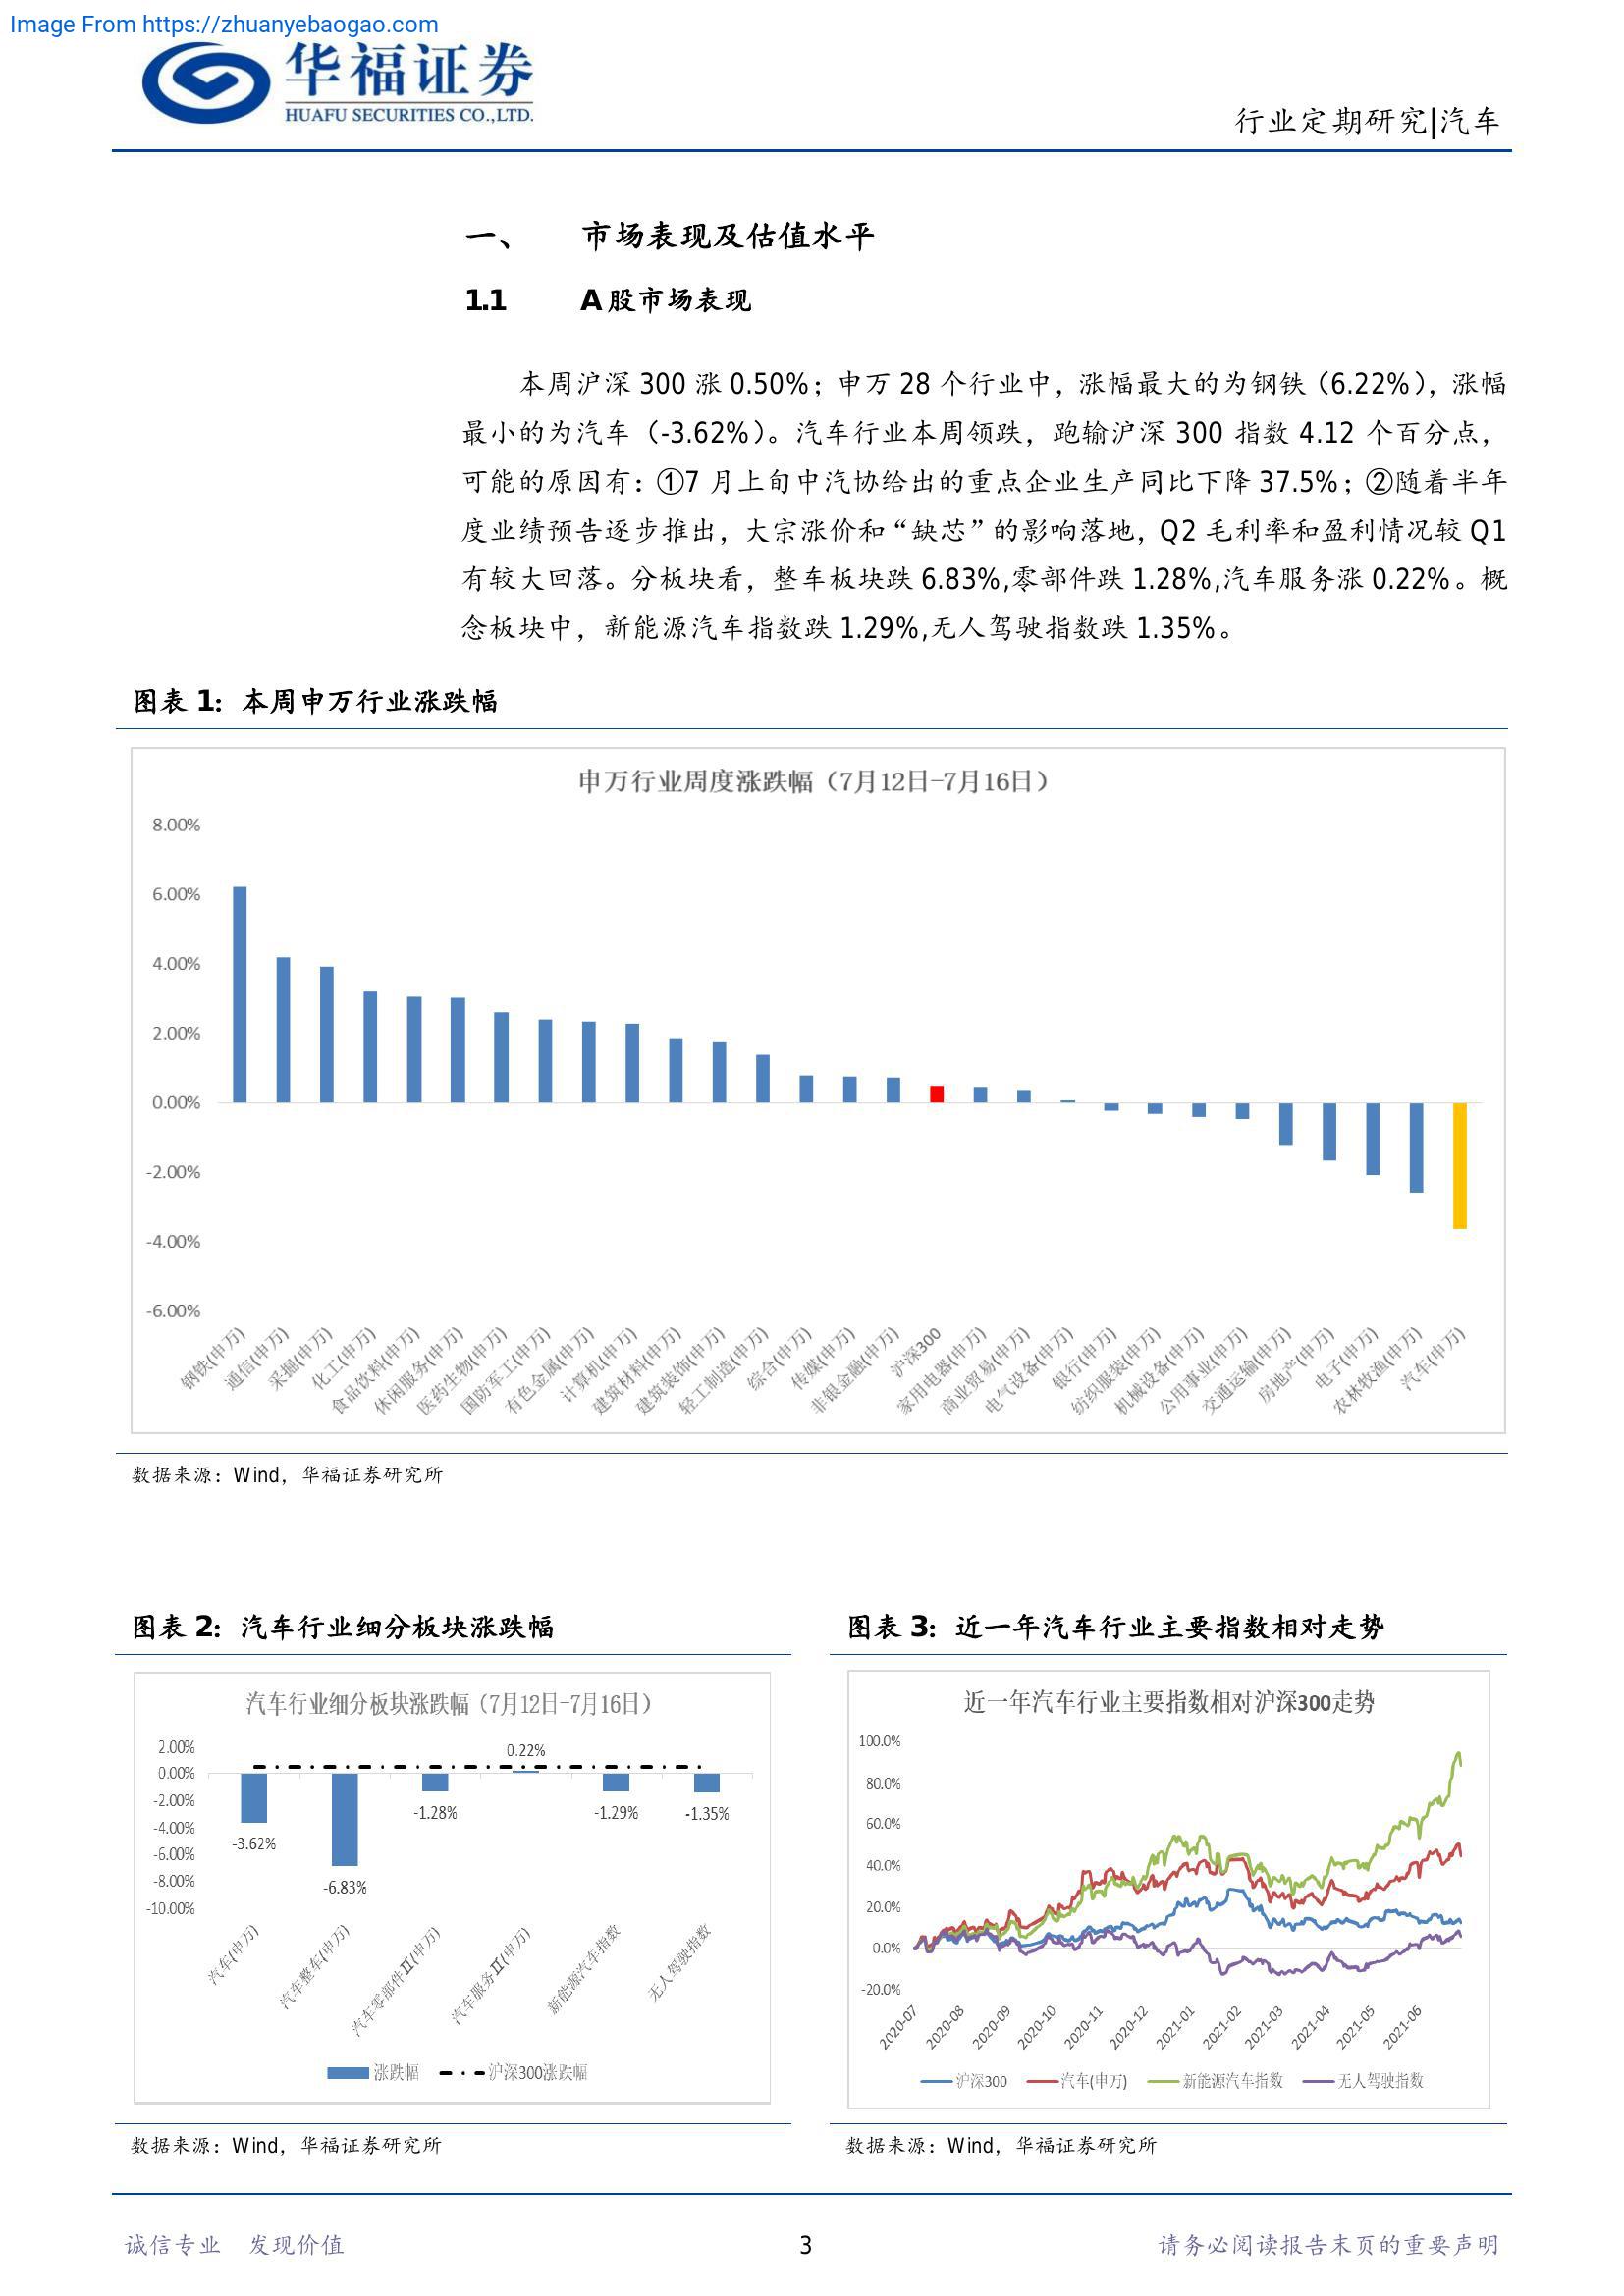 Image From https://zhuanyebaogao.com
华福证券
HUAFU SECURITIES CO.,LTD.
行业定期研究|汽车
一、 市场表现及估值水平
1.1 A 股市场表现
本周沪深 300 涨 0.50%；申万 28 个行业中，涨幅最大的为钢铁（6.22%），涨幅
最小的为汽车（-3.62%）。汽车行业本周领跌，跑输沪深 300 指数 4.12 个百分点，
可能的原因有：①7 月上旬中汽协给出的重点企业生产同比下降 37.5%；②随着半年
度业绩预告逐步推出，大宗涨价和“缺芯”的影响落地，Q2 毛利率和盈利情况较 Q1
有较大回落。分板块看，整车板块跌 6.83%,零部件跌 1.28%,汽车服务涨 0.22%。概
念板块中，新能源汽车指数跌 1.29%,无人驾驶指数跌 1.35%。
图表 1：本周申万行业涨跌幅
申万行业周度涨跌幅（7月12日-7月16日）
8.00%
6.00%
4.00%
2.00%
0.00%
-2.00%
-4.00%
-6.00%
钢铁(申万)
通信(申万)
采掘(申万)
化工(申万)
食品饮料(申万)
休闲服务(申万)
医药生物(申万)
国防军工(申万)
有色金属(申万)
计算机(申万)
建筑材料(申万)
建筑装饰(申万)
轻工制造(申万)
综合(申万)
传媒(申万)
非银金融(申万)
沪深300
家用电器(申万)
商业贸易(申万)
电气设备(申万)
银行(申万)
纺织服装(申万)
机械设备(申万)
公用事业(申万)
交通运输(申万)
房地产(申万)
电子(申万)
农林牧渔(申万)
汽车(申万)
数据来源：Wind，华福证券研究所
图表 2：汽车行业细分板块涨跌幅
汽车行业细分板块涨跌幅（7月12日-7月16日）
2.00%
0.00%
-2.00%
-4.00%
-6.00%
-8.00%
-10.00%
-3.62%
-6.83%
-1.28%
0.22%
-1.29%
-1.35%
汽车(申万)
汽车整车(申万)
汽车零部件Ⅱ(申万)
汽车服务Ⅱ(申万)
新能源汽车指数
无人驾驶指数
涨跌幅 沪深300涨跌幅
数据来源：Wind，华福证券研究所
图表 3：近一年汽车行业主要指数相对走势
近一年汽车行业主要指数相对沪深300走势
100.0%
80.0%
60.0%
40.0%
20.0%
0.0%
-20.0%
2020-07
2020-08
2020-09
2020-10
2020-11
2020-12
2021-01
2021-02
2021-03
2021-04
2021-05
2021-06
沪深300 汽车(申万) 新能源汽车指数 无人驾驶指数
数据来源：Wind，华福证券研究所
诚信专业 发现价值 3 请务必阅读报告末页的重要声明